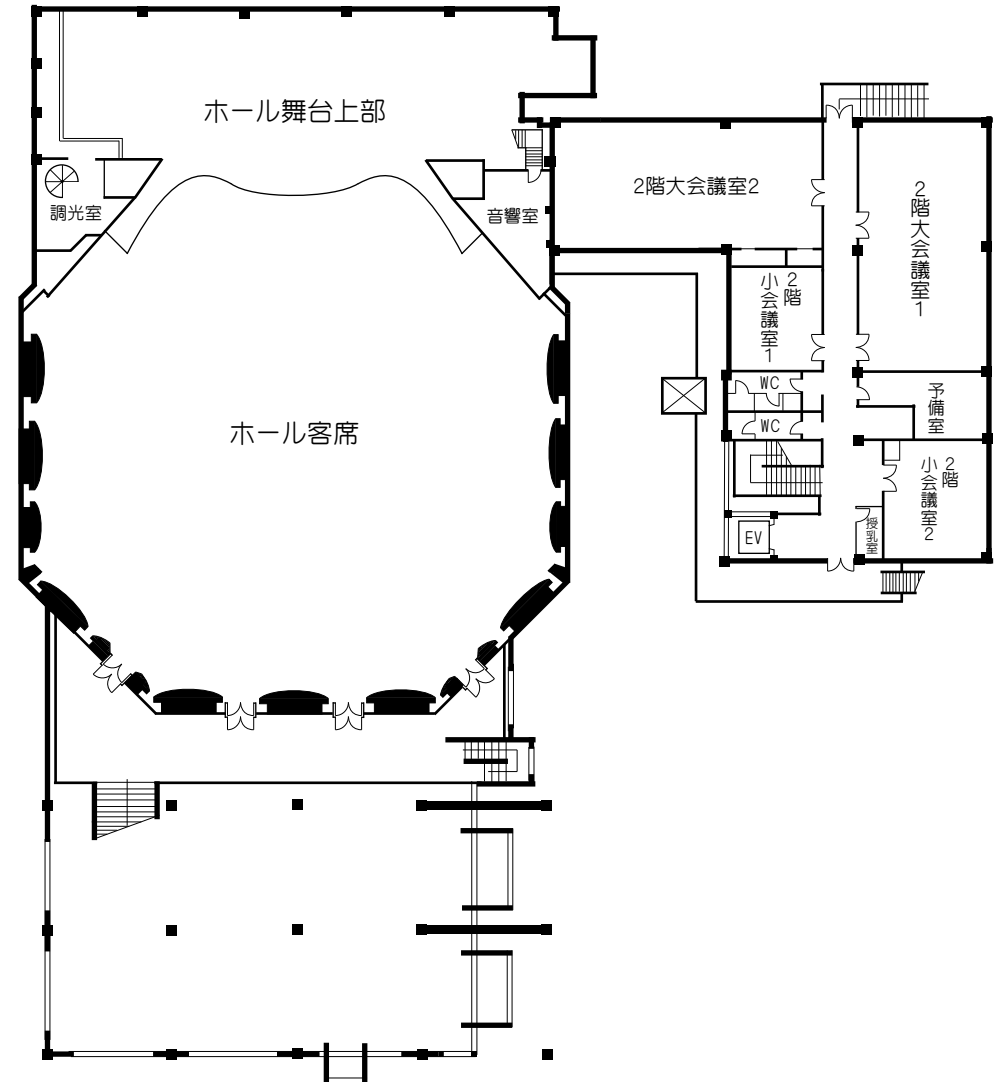 ホール舞台上部
調光室
音響室
2階大会議室2
2階大会議室1
2階
小会議室1
ホール客席
WC
WC
予備室
2階
小会議室2
EV
授乳室